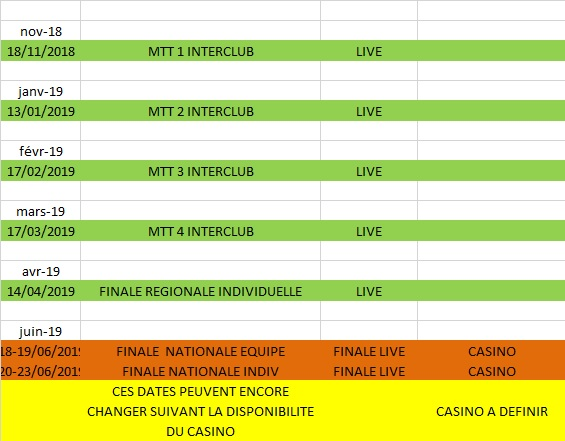 nov-18
18/11/2018 MTT 1 INTERCLUB LIVE
janv-19
13/01/2019 MTT 2 INTERCLUB LIVE
févr-19
17/02/2019 MTT 3 INTERCLUB LIVE
mars-19
17/03/2019 MTT 4 INTERCLUB LIVE
avr-19
14/04/2019 FINALE REGIONALE INDIVIDUELLE LIVE
juin-19
18-19/06/2019 FINALE NATIONALE EQUIPE FINALE LIVE CASINO
20-23/06/2019 FINALE NATIONALE INDIV FINALE LIVE CASINO
CES DATES PEUVENT ENCORE
CHANGER SUIVANT LA DISPONIBILITE CASINO A DEFINIR
DU CASINO